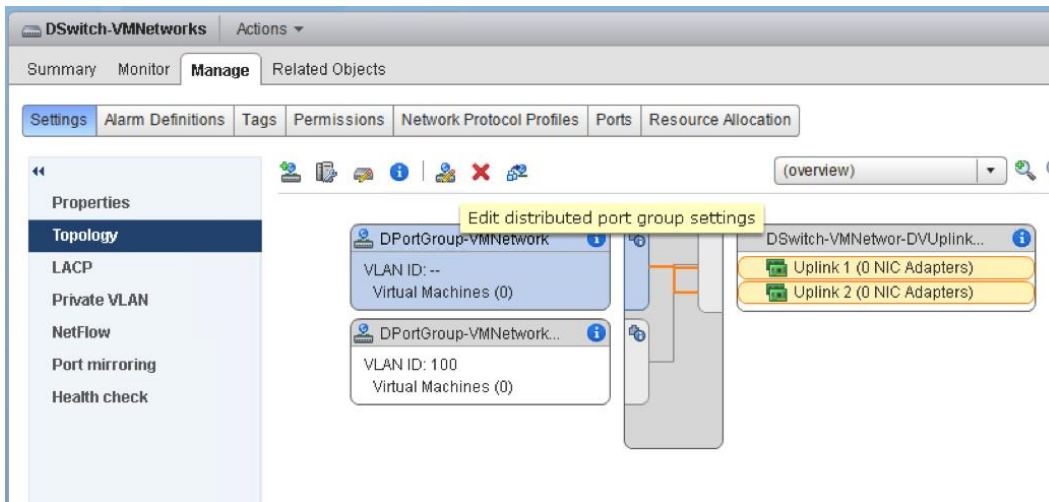 DSwitch-VMNetworks Actions
Summary Monitor Manage Related Objects
Settings Alarm Definitions Tags Permissions Network Protocol Profiles Ports Resource Allocation
(overview)
Properties
Topology
LACP
Private VLAN
NetFlow
Port mirroring
Health check
Edit distributed port group settings
DPortGroup-VMNetwork
VLAN ID: --
Virtual Machines (0)
DPortGroup-VMNetwork...
VLAN ID: 100
Virtual Machines (0)
DSwitch-VMNetwor-DVUplink...
Uplink 1 (0 NIC Adapters)
Uplink 2 (0 NIC Adapters)